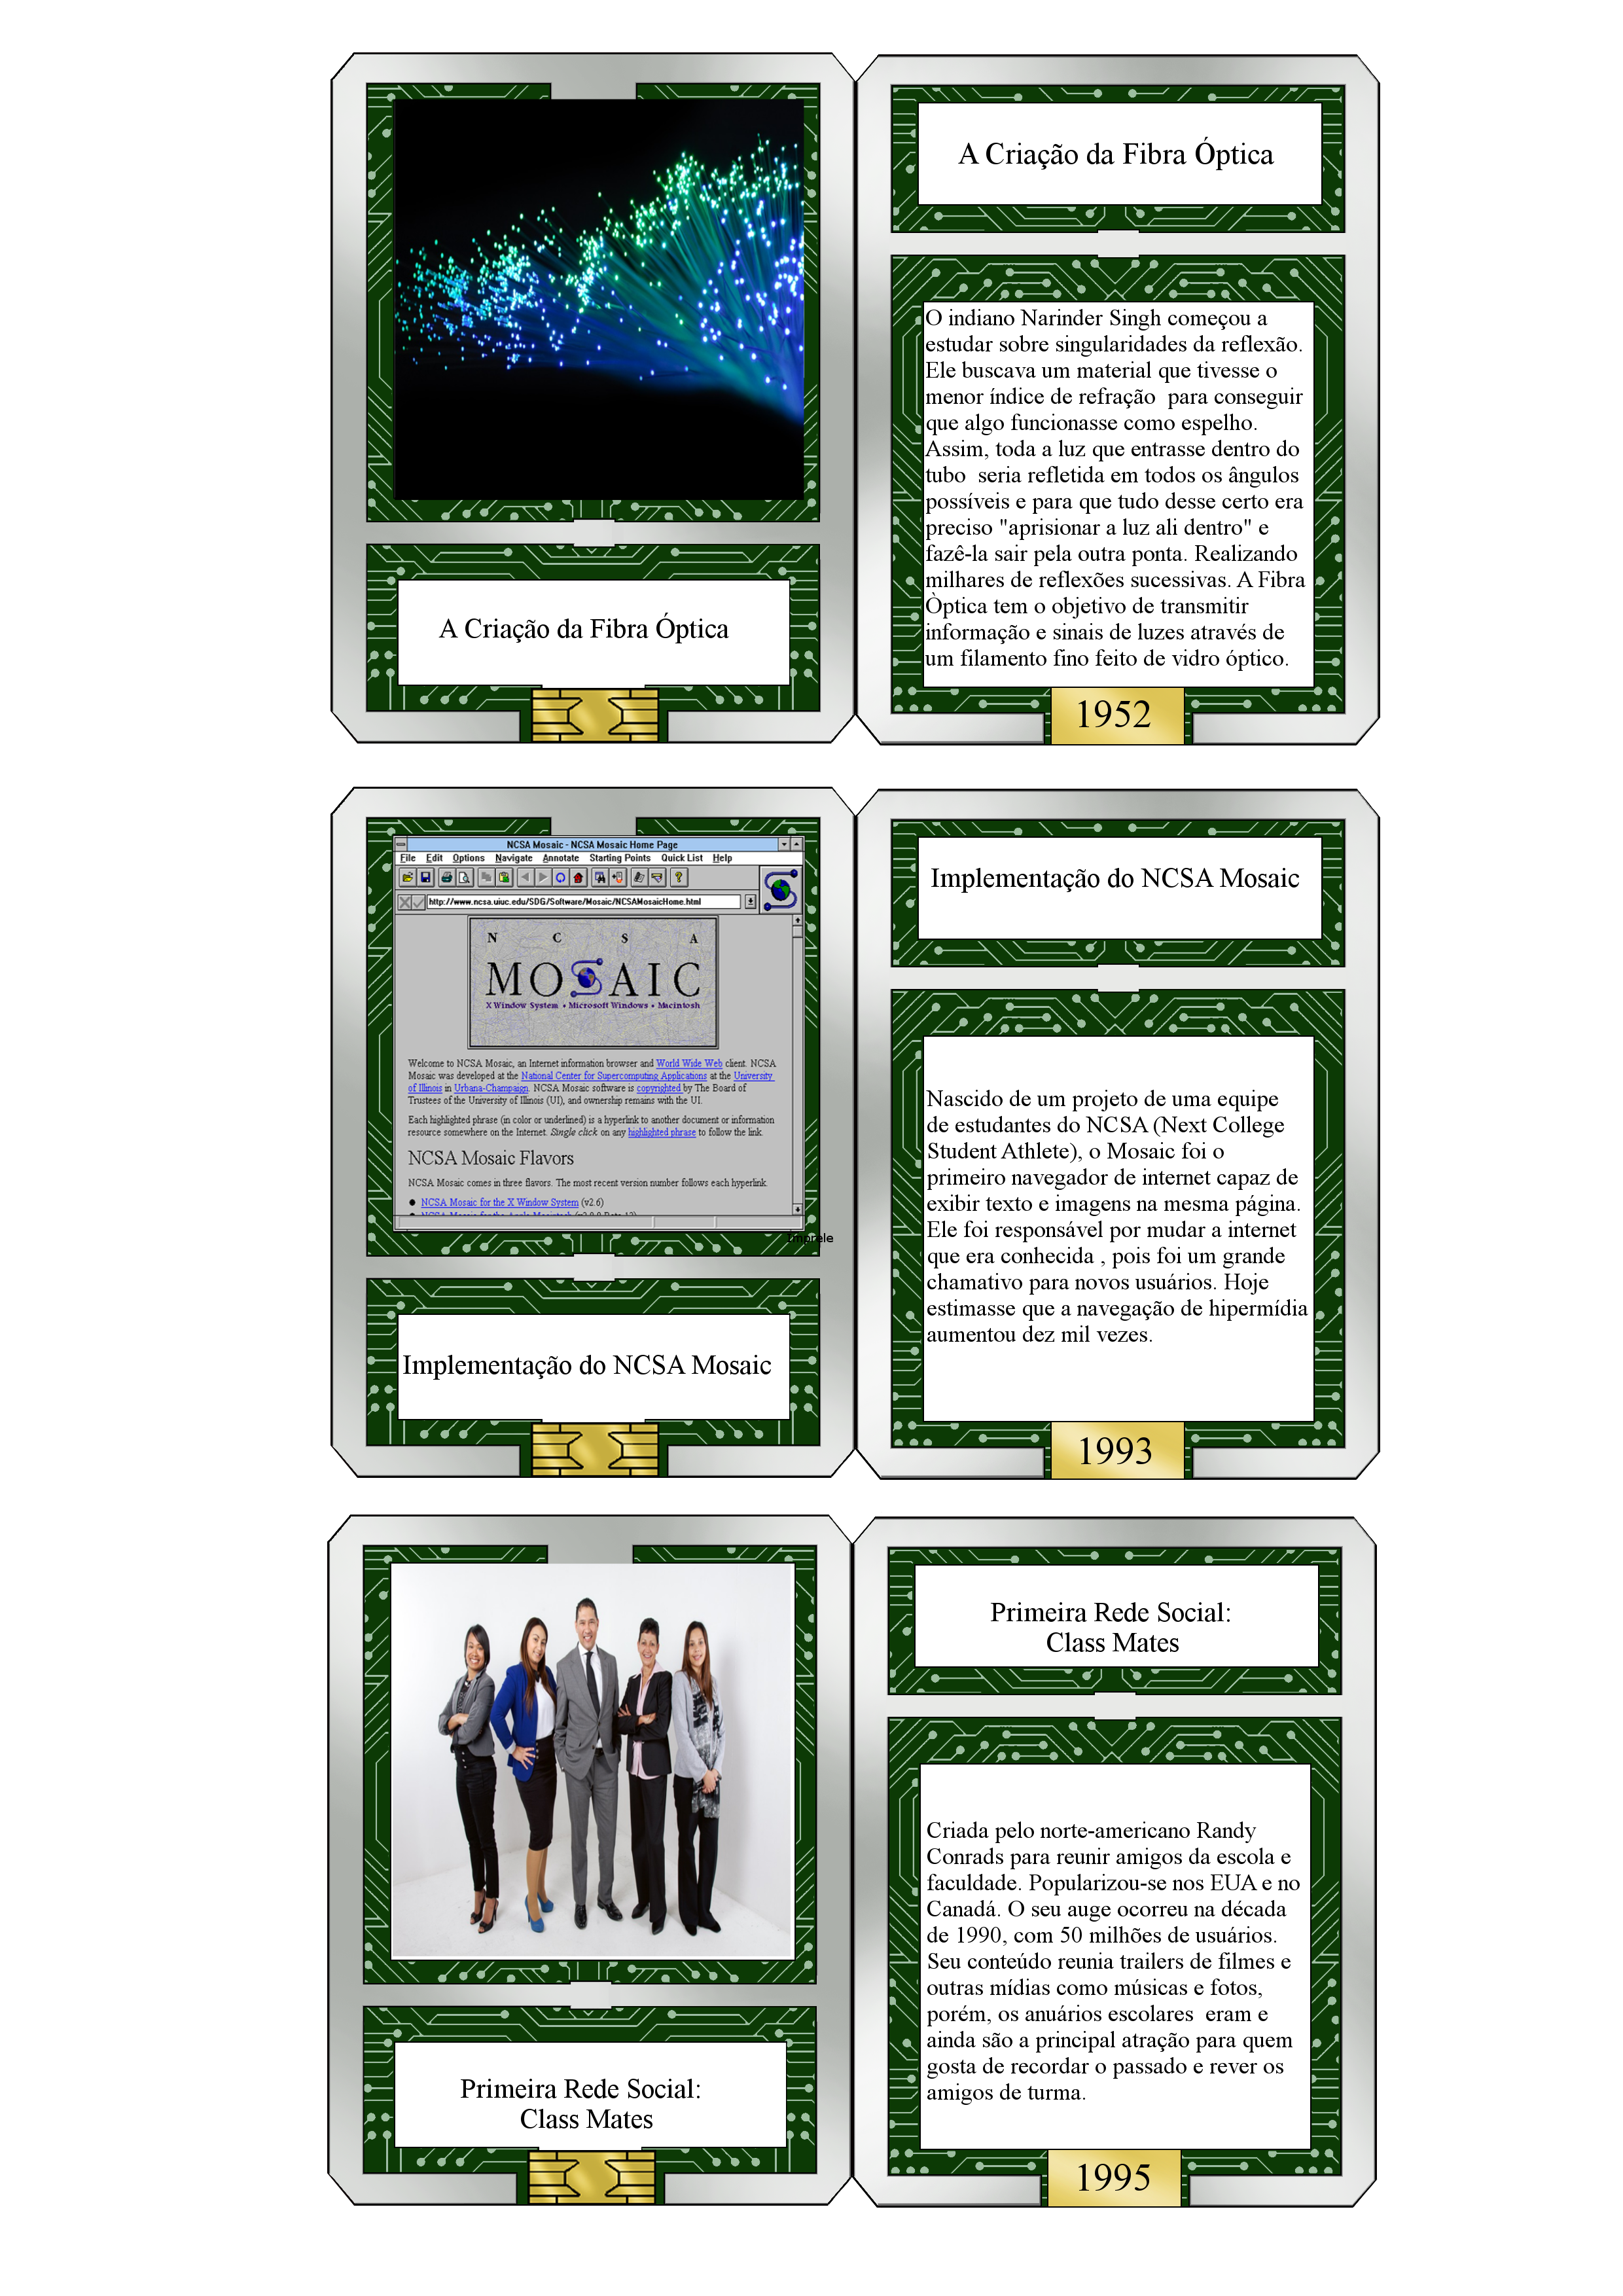 A Criação da Fibra Óptica
A Criação da Fibra Óptica
O indiano Narinder Singh começou a
estudar sobre singularidades da reflexão.
Ele buscava um material que tivesse o
menor índice de refração  para conseguir
que algo funcionasse como espelho.
Assim, toda a luz que entrasse dentro do
tubo  seria refletida em todos os ângulos
possíveis e para que tudo desse certo era
preciso "aprisionar a luz ali dentro" e
fazê-la sair pela outra ponta. Realizando
milhares de reflexões sucessivas. A Fibra
Òptica tem o objetivo de transmitir
informação e sinais de luzes através de
um filamento fino feito de vidro óptico.
1952
NCSA Mosaic - NCSA Mosaic Home Page
File Edit Options Navigate Annotate Starting Points Quick List Help
http://www.ncsa.uiuc.edu/SDG/Software/Mosaic/NCSAMosaicHome.html
N C S A
MOSAIC
X Window System • Microsoft Windows • Macintosh
Welcome to NCSA Mosaic, an Internet information browser and World Wide Web client. NCSA
Mosaic was developed at the National Center for Supercomputing Applications at the University
of Illinois in Urbana-Champaign. NCSA Mosaic software is copyrighted by The Board of
Trustees of the University of Illinois (UI), and ownership remains with the UI.
Each highlighted phrase (in color or underlined) is a hyperlink to another document or information
resource somewhere on the Internet. Single click on any highlighted phrase to follow the link.
NCSA Mosaic Flavors
NCSA Mosaic comes in three flavors. The most recent version number follows each hyperlink.
NCSA Mosaic for the X Window System (v2.6)
Imprele
Implementação do NCSA Mosaic
Implementação do NCSA Mosaic
Nascido de um projeto de uma equipe
de estudantes do NCSA (Next College
Student Athlete), o Mosaic foi o
primeiro navegador de internet capaz de
exibir texto e imagens na mesma página.
Ele foi responsável por mudar a internet
que era conhecida , pois foi um grande
chamativo para novos usuários. Hoje
estimasse que a navegação de hipermídia
aumentou dez mil vezes.
1993
Primeira Rede Social:
Class Mates
Primeira Rede Social:
Class Mates
Criada pelo norte-americano Randy
Conrads para reunir amigos da escola e
faculdade. Popularizou-se nos EUA e no
Canadá. O seu auge ocorreu na década
de 1990, com 50 milhões de usuários.
Seu conteúdo reunia trailers de filmes e
outras mídias como músicas e fotos,
porém, os anuários escolares  eram e
ainda são a principal atração para quem
gosta de recordar o passado e rever os
amigos de turma.
1995